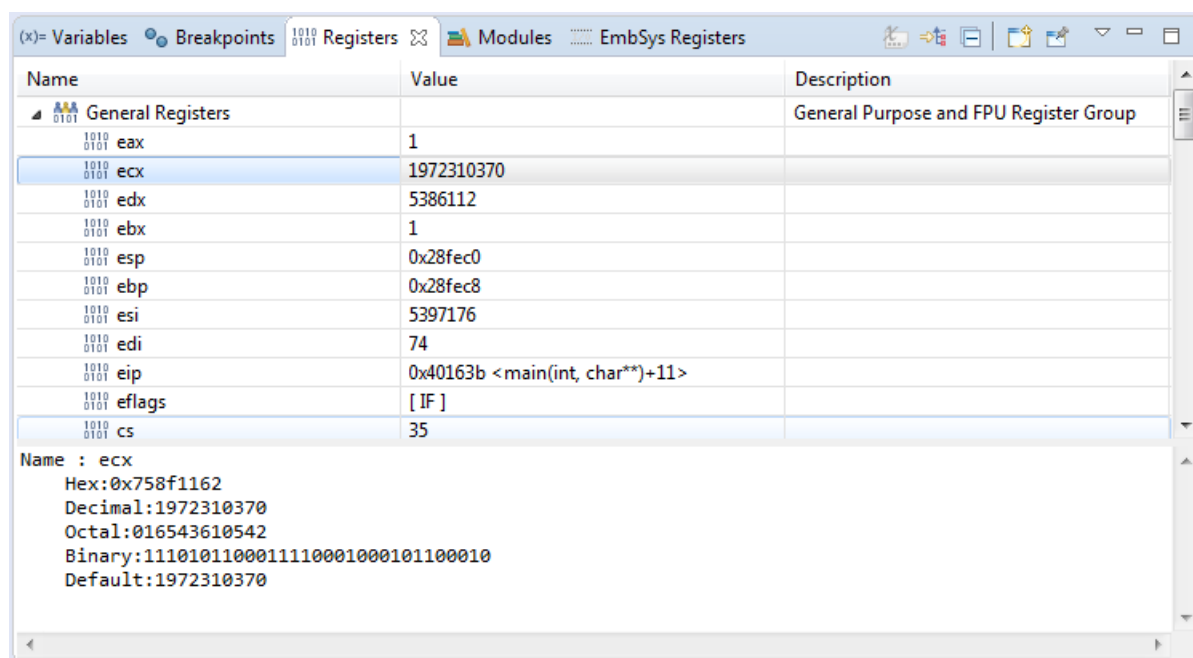 (x)= Variables Breakpoints Registers Modules EmbSys Registers
Name Value Description
General Registers General Purpose and FPU Register Group
eax 1
ecx 1972310370
edx 5386112
ebx 1
esp 0x28fec0
ebp 0x28fec8
esi 5397176
edi 74
eip 0x40163b <main(int, char**)+11>
eflags [ IF ]
cs 35
Name : ecx
Hex:0x758f1162
Decimal:1972310370
Octal:016543610542
Binary:1110101100011110001000101100010
Default:1972310370